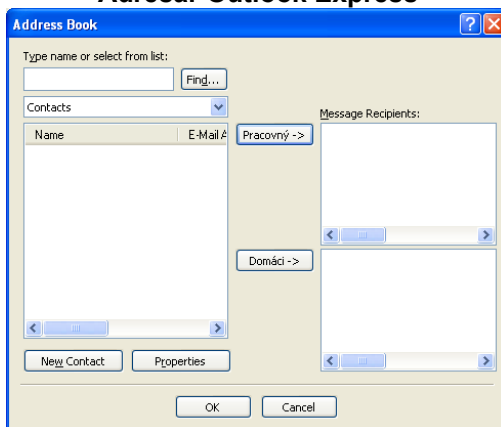 Adresár Outlook Express
Address Book
Type name or select from list:
Find...
Contacts
Name E-Mail A
Pracovný ->
Message Recipients:
Domáci ->
New Contact Properties
OK Cancel